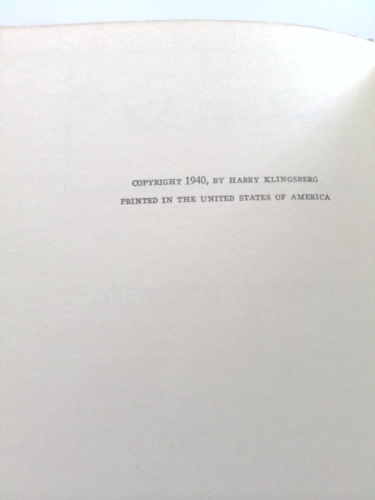 COPYRIGHT 1940, BY HARRY KLINGSBERG
PRINTED IN THE UNITED STATES OF AMERICA